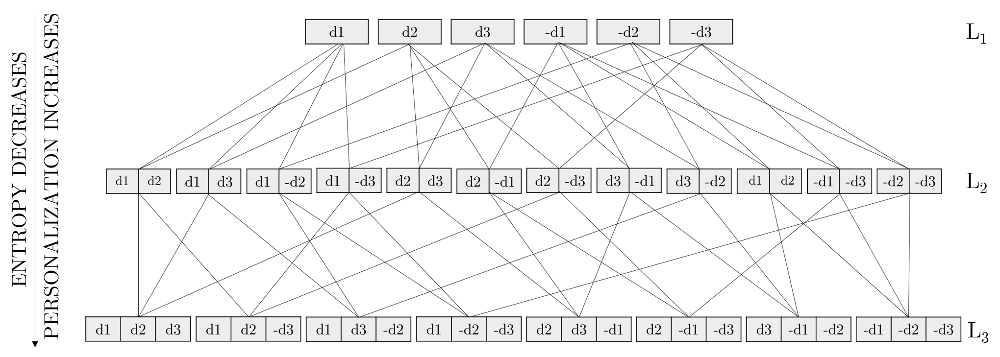 ENTROPY DECREASES
PERSONALIZATION INCREASES
d1 d2 d3 -d1 -d2 -d3 L1
d1 d2 d1 d3 d1 -d2 d1 -d3 d2 d3 d2 -d1 d2 -d3 d3 -d1 d3 -d2 -d1 -d2 -d1 -d3 -d2 -d3 L2
d1 d2 d3 d1 d2 -d3 d1 d3 -d2 d1 -d2 -d3 d2 d3 -d1 d2 -d1 -d3 d3 -d1 -d2 -d1 -d2 -d3 L3